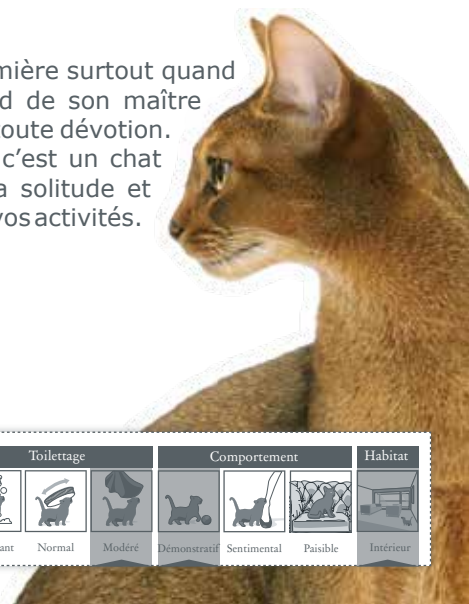 mière surtout quand
d de son maître
oute dévotion.
c'est un chat
a solitude et
vos activités.
Toilettage Comportement Habitat
ant Normal Modéré Démonstratif Sentimental Paisible Intérieur